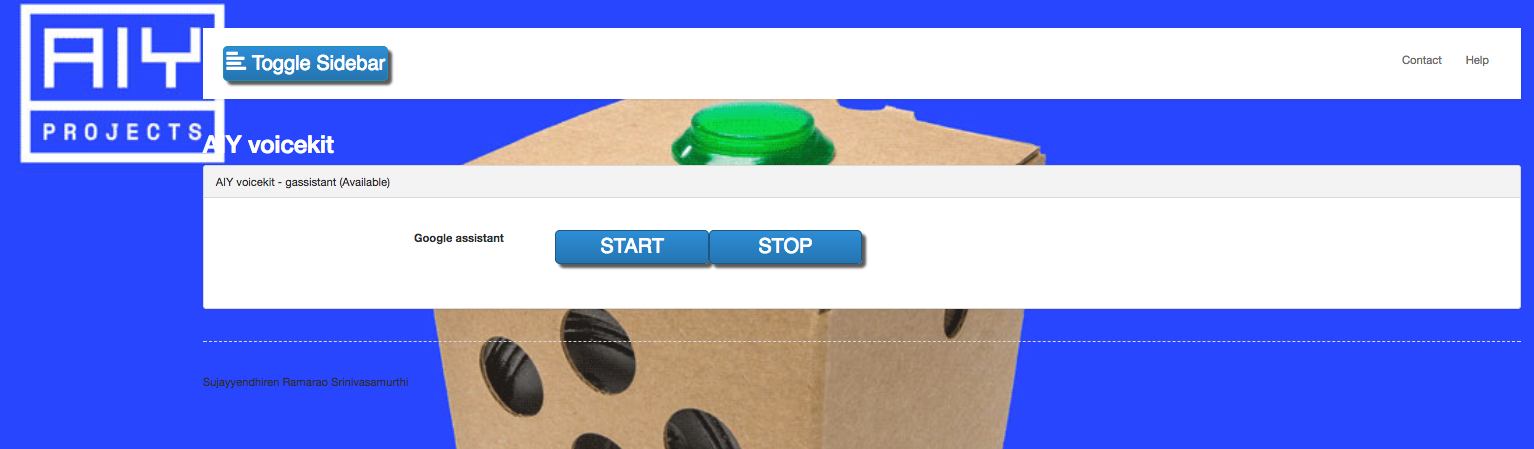 AIY
PROJECTS
Toggle Sidebar
Contact Help
AIY voicekit
AIY voicekit - gassistant (Available)
Google assistant START STOP
Sujayyendhiren Ramarao Srinivasamurthi